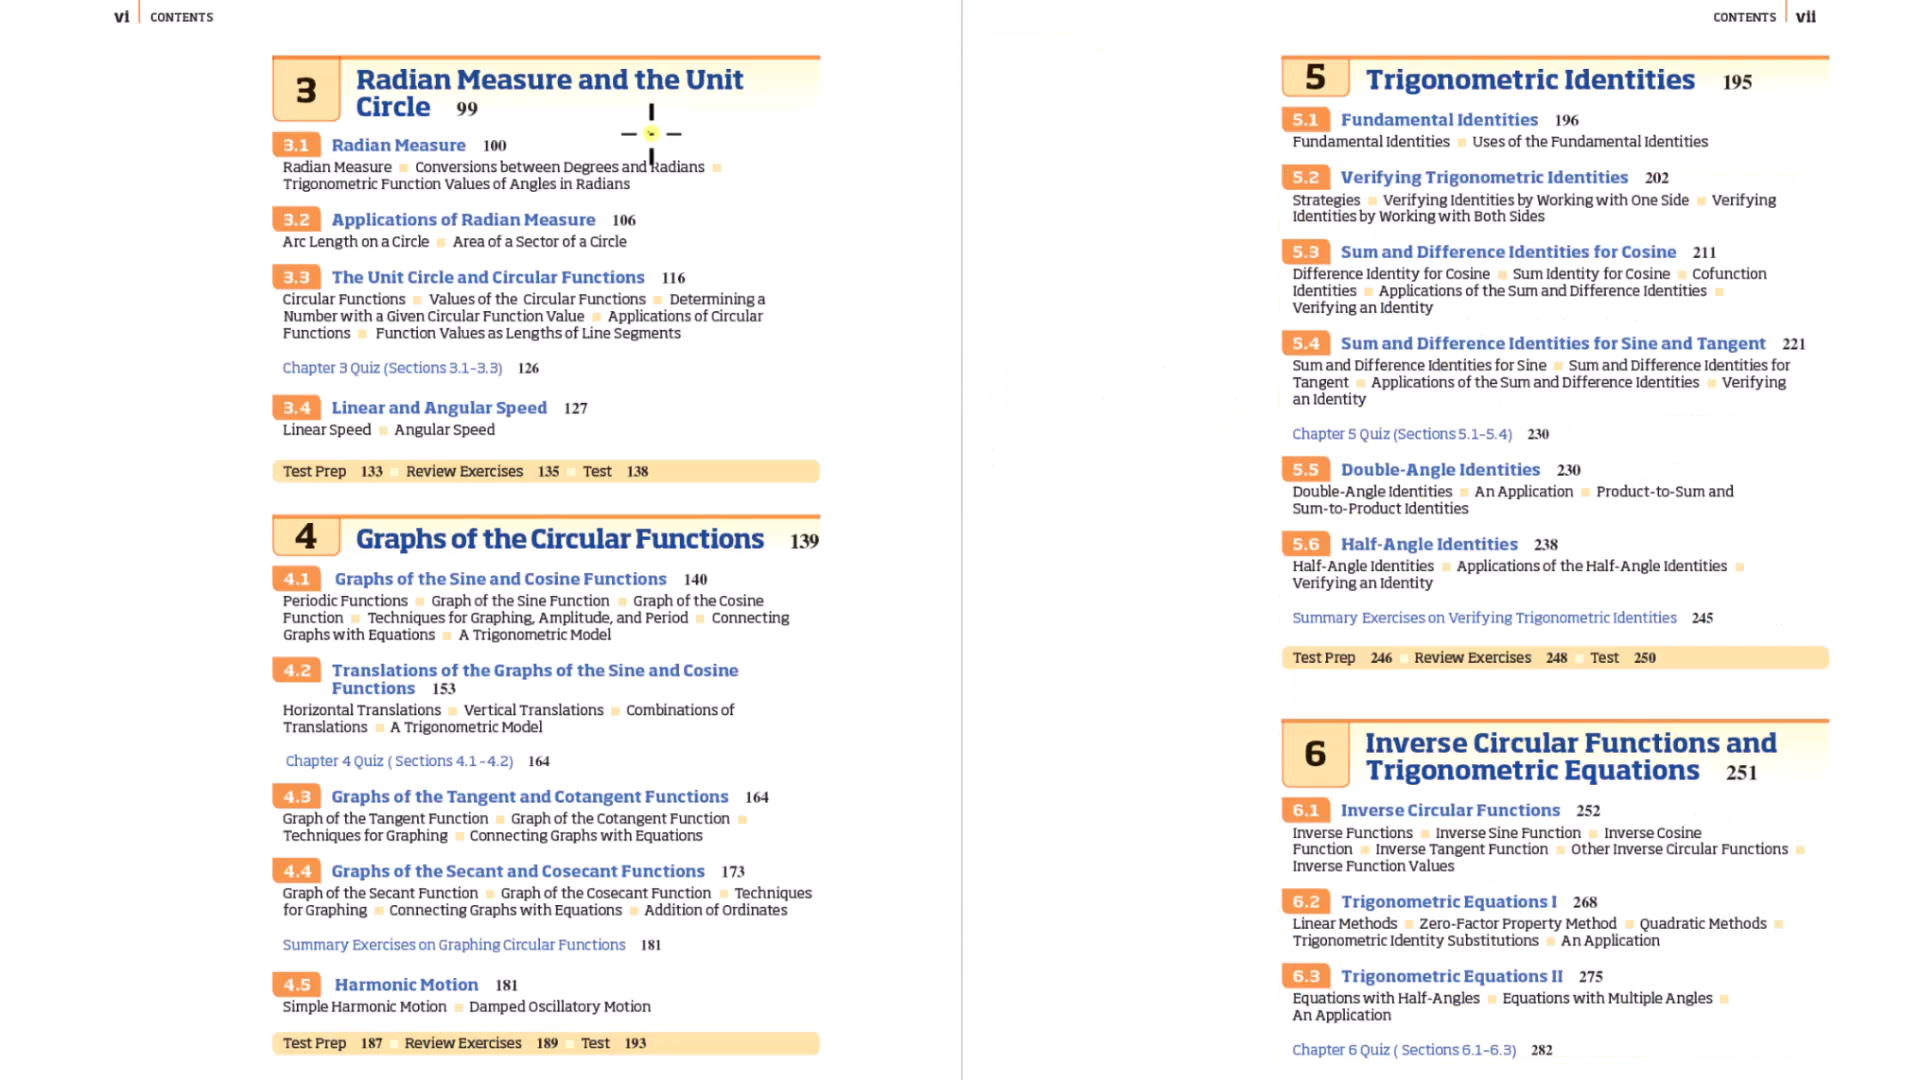 vi CONTENTS
3 Radian Measure and the Unit
Circle 99
3.1 Radian Measure 100
Radian Measure ■ Conversions between Degrees and Radians ■
Trigonometric Function Values of Angles in Radians
3.2 Applications of Radian Measure 106
Arc Length on a Circle ■ Area of a Sector of a Circle
3.3 The Unit Circle and Circular Functions 116
Circular Functions ■ Values of the Circular Functions ■ Determining a
Number with a Given Circular Function Value ■ Applications of Circular
Functions ■ Function Values as Lengths of Line Segments
Chapter 3 Quiz (Sections 3.1–3.3) 126
3.4 Linear and Angular Speed 127
Linear Speed ■ Angular Speed
Test Prep 133 ■ Review Exercises 135 ■ Test 138
4 Graphs of the Circular Functions 139
4.1 Graphs of the Sine and Cosine Functions 140
Periodic Functions ■ Graph of the Sine Function ■ Graph of the Cosine
Function ■ Techniques for Graphing, Amplitude, and Period ■ Connecting
Graphs with Equations ■ A Trigonometric Model
4.2 Translations of the Graphs of the Sine and Cosine
Functions 153
Horizontal Translations ■ Vertical Translations ■ Combinations of
Translations ■ A Trigonometric Model
Chapter 4 Quiz ( Sections 4.1 –4.2) 164
4.3 Graphs of the Tangent and Cotangent Functions 164
Graph of the Tangent Function ■ Graph of the Cotangent Function ■
Techniques for Graphing ■ Connecting Graphs with Equations
4.4 Graphs of the Secant and Cosecant Functions 173
Graph of the Secant Function ■ Graph of the Cosecant Function ■ Techniques
for Graphing ■ Connecting Graphs with Equations ■ Addition of Ordinates
Summary Exercises on Graphing Circular Functions 181
4.5 Harmonic Motion 181
Simple Harmonic Motion ■ Damped Oscillatory Motion
Test Prep 187 ■ Review Exercises 189 ■ Test 193
CONTENTS vii
5 Trigonometric Identities 195
5.1 Fundamental Identities 196
Fundamental Identities ■ Uses of the Fundamental Identities
5.2 Verifying Trigonometric Identities 202
Strategies ■ Verifying Identities by Working with One Side ■ Verifying
Identities by Working with Both Sides
5.3 Sum and Difference Identities for Cosine 211
Difference Identity for Cosine ■ Sum Identity for Cosine ■ Cofunction
Identities ■ Applications of the Sum and Difference Identities ■
Verifying an Identity
5.4 Sum and Difference Identities for Sine and Tangent 221
Sum and Difference Identities for Sine ■ Sum and Difference Identities for
Tangent ■ Applications of the Sum and Difference Identities ■ Verifying
an Identity
Chapter 5 Quiz (Sections 5.1–5.4) 230
5.5 Double-Angle Identities 230
Double-Angle Identities ■ An Application ■ Product-to-Sum and
Sum-to-Product Identities
5.6 Half-Angle Identities 238
Half-Angle Identities ■ Applications of the Half-Angle Identities ■
Verifying an Identity
Summary Exercises on Verifying Trigonometric Identities 245
Test Prep 246 ■ Review Exercises 248 ■ Test 250
6 Inverse Circular Functions and
Trigonometric Equations 251
6.1 Inverse Circular Functions 252
Inverse Functions ■ Inverse Sine Function ■ Inverse Cosine
Function ■ Inverse Tangent Function ■ Other Inverse Circular Functions ■
Inverse Function Values
6.2 Trigonometric Equations I 268
Linear Methods ■ Zero-Factor Property Method ■ Quadratic Methods ■
Trigonometric Identity Substitutions ■ An Application
6.3 Trigonometric Equations II 275
Equations with Half-Angles ■ Equations with Multiple Angles ■
An Application
Chapter 6 Quiz ( Sections 6.1–6.3) 282